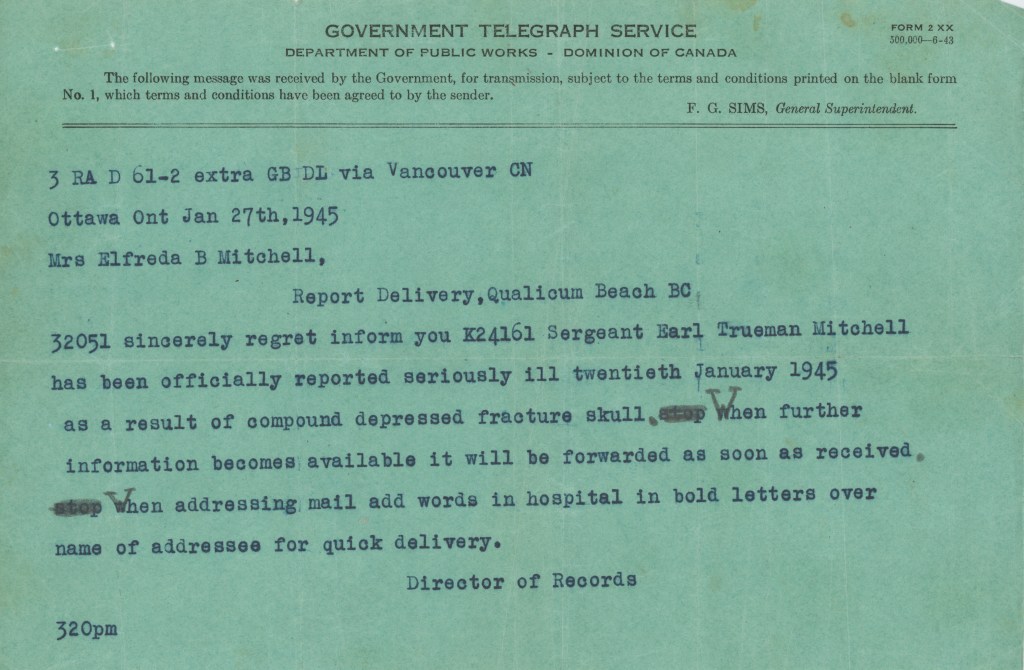 GOVERNMENT TELEGRAPH SERVICE
FORM 2 XX
DEPARTMENT OF PUBLIC WORKS - DOMINION OF CANADA
300,000—6-43
The following message was received by the Government, for transmission, subject to the terms and conditions printed on the blank form
No. 1, which terms and conditions have been agreed to by the sender.
F. G. SIMS, General Superintendent.
3 RA D 61-2 extra GB DL via Vancouver CN
Ottawa Ont Jan 27th,1945
Mrs Elfreda B Mitchell,
Report Delivery,Qualicum Beach BC
32051 sincerely regret inform you K24161 Sergeant Earl Trueman Mitchell
has been officially reported seriously ill twentieth january 1945
as a result of compound depressed fracture skull. stop When further
information becomes available it will be forwarded as soon as received.
stop When addressing mail add words in hospital in bold letters over
name of addressee for quick delivery.
Director of Records
320pm